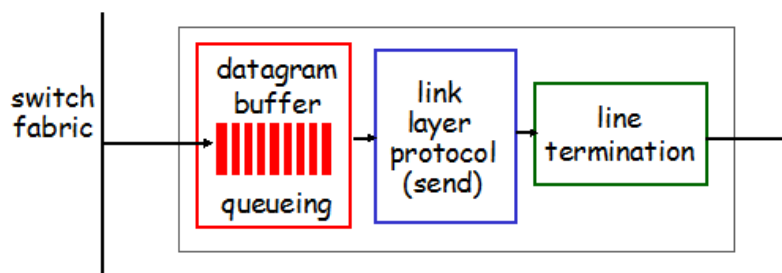 switch
fabric
datagram
buffer
queueing
link
layer
protocol
(send)
line
termination